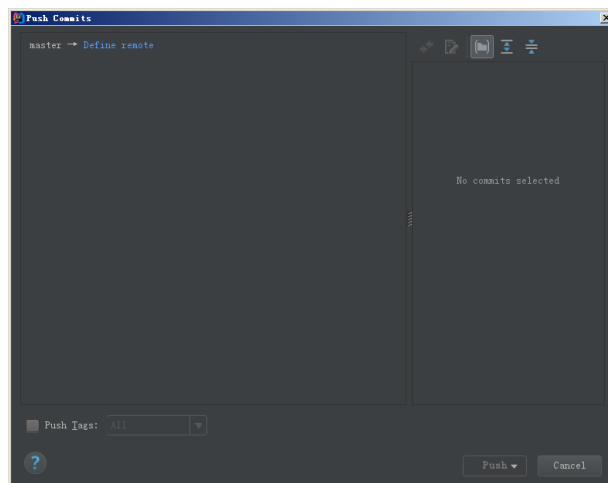 Push Commits
master → Define remote
No commits selected
Push Tags: All
?
Push
Cancel